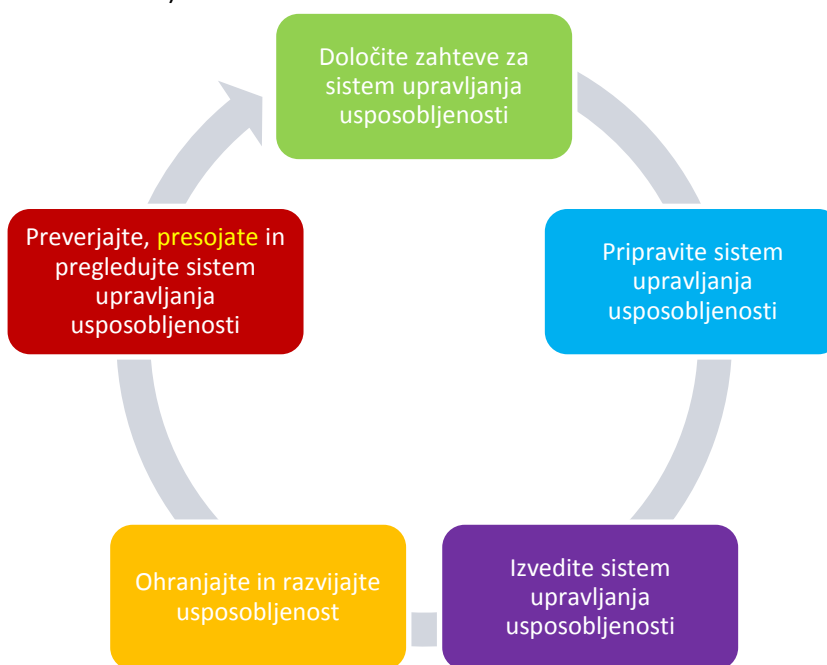 Določite zahteve za
sistem upravljanja
usposobljenosti
Pripravite sistem
upravljanja
usposobljenosti
Izvedite sistem
upravljanja
usposobljenosti
Ohranjajte in razvijajte
usposobljenost
Preverjajte, presojate in
pregledujte sistem
upravljanja
usposobljenosti